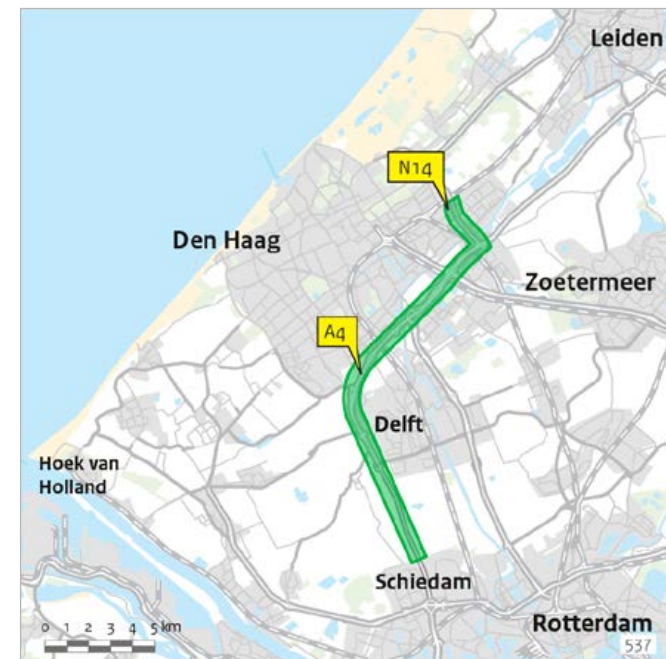 Leiden
N14
Den Haag
Zoetermeer
A4
Delft
Hoek van
Holland
Schiedam
0 1 2 3 4 5 km
Rotterdam
537